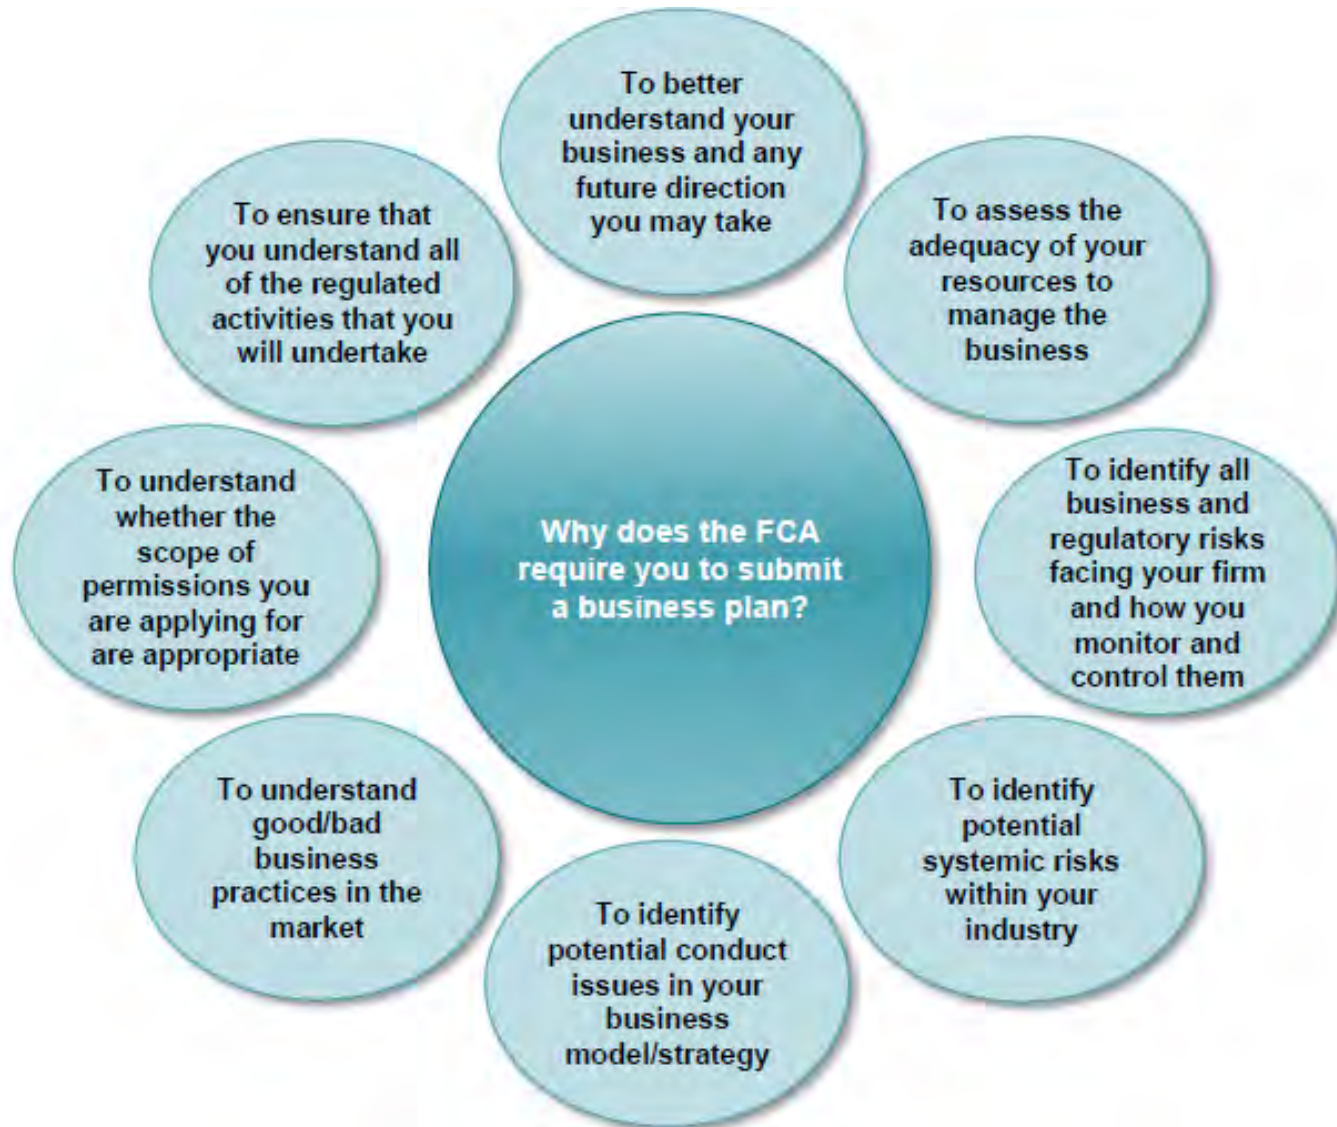 To better
understand your
business and any
future direction
you may take
To assess the
adequacy of your
resources to
manage the
business
To identify all
business and
regulatory risks
facing your firm
and how you
monitor and
control them
To identify
potential
systemic risks
within your
industry
To identify
potential conduct
issues in your
business
model/strategy
To understand
good/bad
business
practices in the
market
To understand
whether the
scope of
permissions you
are applying for
are appropriate
To ensure that
you understand all
of the regulated
activities that you
will undertake
Why does the FCA
require you to submit
a business plan?